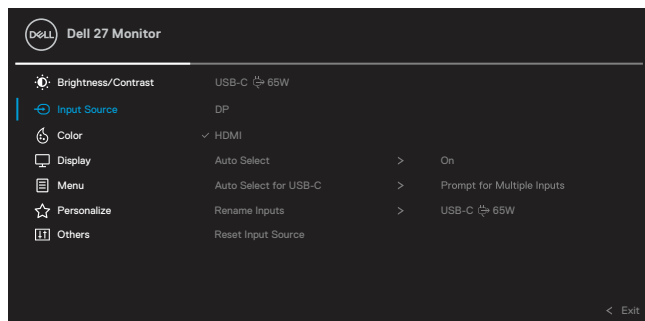 DELL Dell 27 Monitor
Brightness/Contrast USB-C 65W
Input Source DP
Color ✓ HDMI
Display Auto Select > On
Menu Auto Select for USB-C > Prompt for Multiple Inputs
Personalize Rename Inputs > USB-C 65W
Others Reset Input Source
< Exit